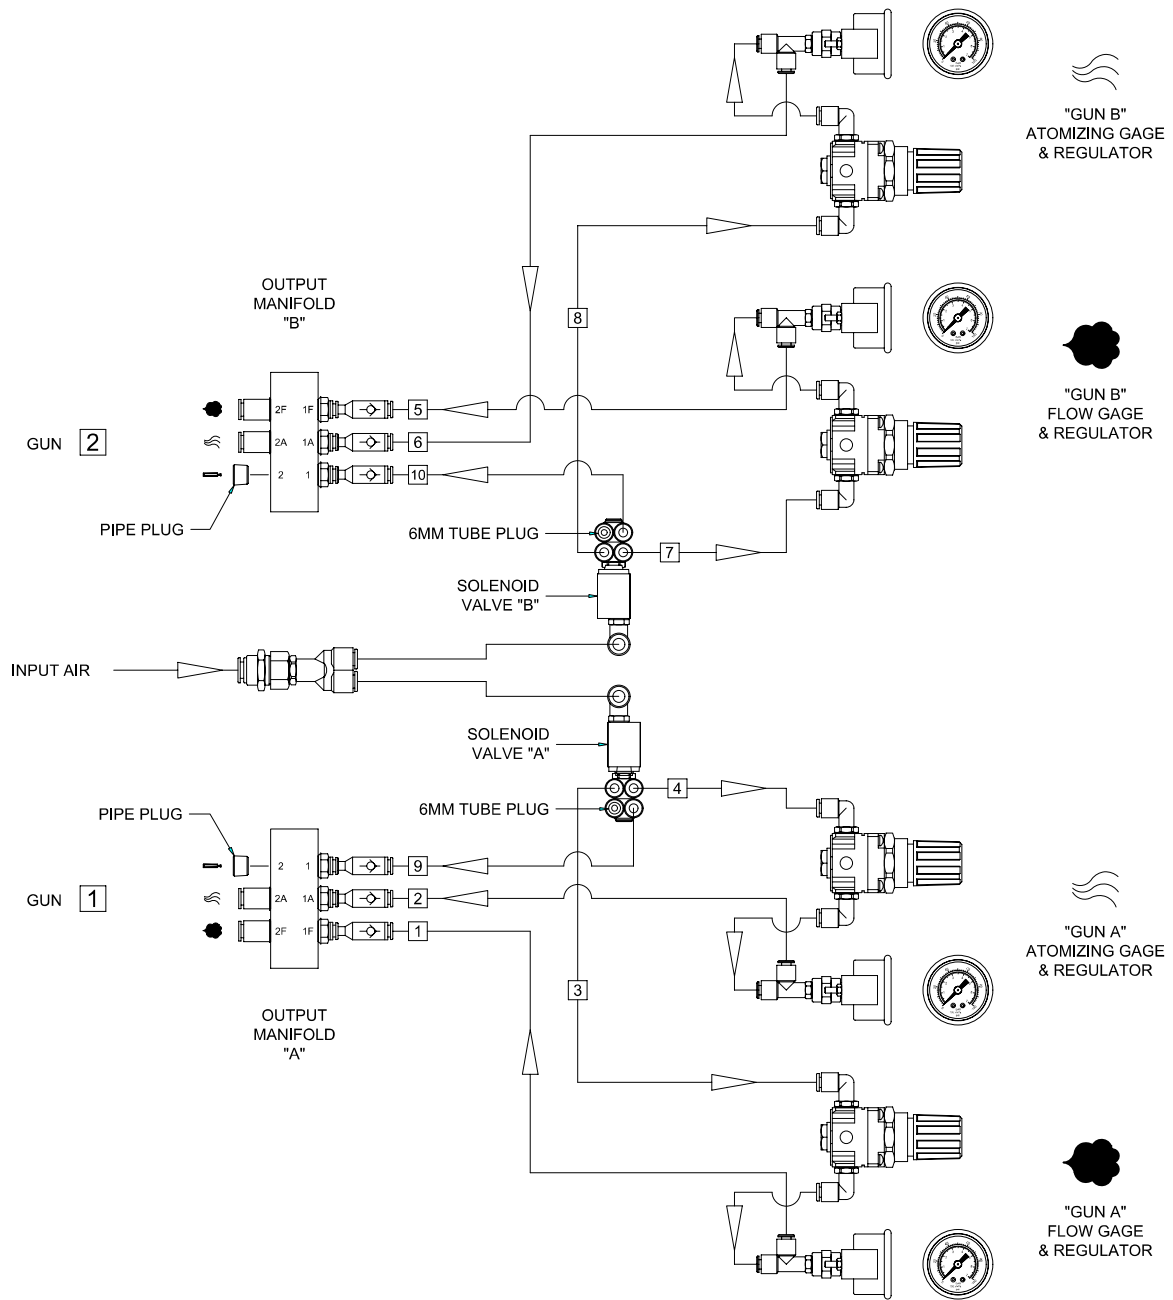 "GUN B"
ATOMIZING GAGE
& REGULATOR
OUTPUT
MANIFOLD
"B"
8
"GUN B"
FLOW GAGE
& REGULATOR
2F 1F 5
GUN 2 2A 1A 6
2 1 10
PIPE PLUG
6MM TUBE PLUG
7
SOLENOID
VALVE "B"
INPUT AIR
SOLENOID
VALVE "A"
4
PIPE PLUG
6MM TUBE PLUG
2 1 9
GUN 1 2A 1A 2
2F 1F 1
"GUN A"
ATOMIZING GAGE
& REGULATOR
3
OUTPUT
MANIFOLD
"A"
"GUN A"
FLOW GAGE
& REGULATOR